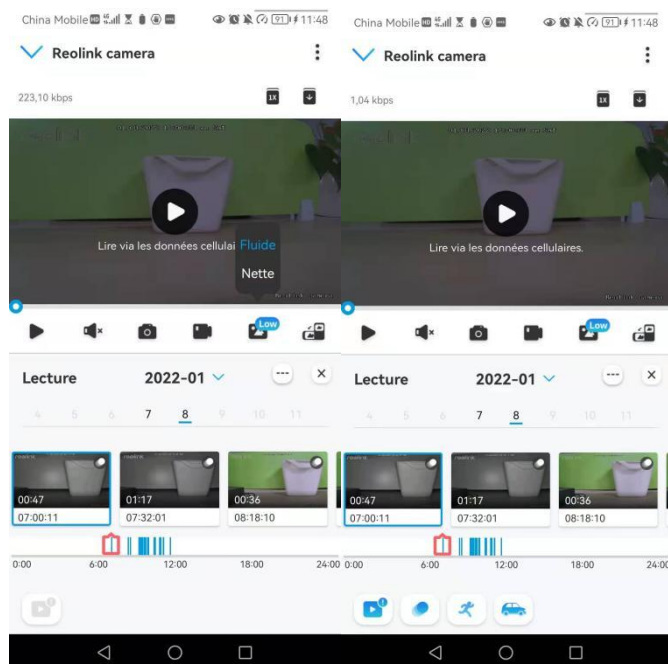 China Mobile HD 91 11:48
Reolink camera
223,10 kbps
1X
Lire via les données cellulai
Fluide
Nette
Low
Lecture 2022-01
4 5 6 7 8 9 10 11
00:47 01:17 00:36
07:00:11 07:32:01 08:18:10
0:00 6:00 12:00 18:00 24:00
China Mobile HD 91 11:48
Reolink camera
1,04 kbps
1X
Lire via les données cellulaires.
Low
Lecture 2022-01
4 5 6 7 8 9 10 11
00:47 01:17 00:36
07:00:11 07:32:01 08:18:10
0:00 6:00 12:00 18:00 24:00